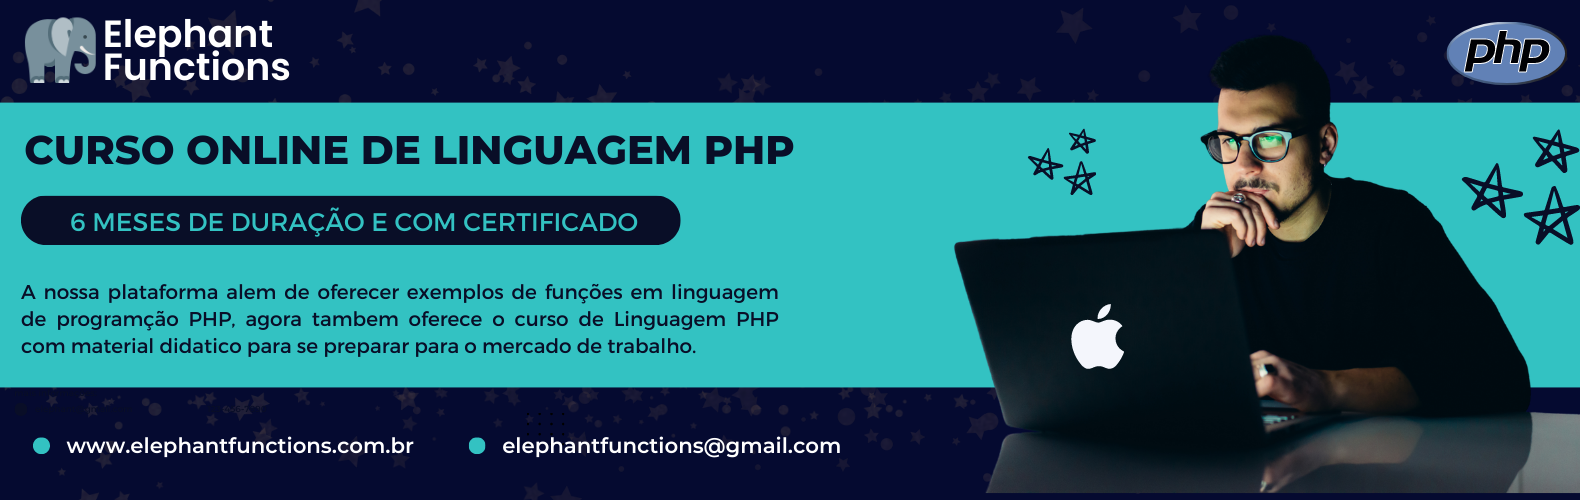 Elephant
Functions
php
CURSO ONLINE DE LINGUAGEM PHP
6 MESES DE DURAÇÃO E COM CERTIFICADO
A nossa plataforma alem de oferecer exemplos de funções em linguagem
de programção PHP, agora tambem oferece o curso de Linguagem PHP
com material didatico para se preparar para o mercado de trabalho.
www.elephantfunctions.com.br
elephantfunctions@gmail.com